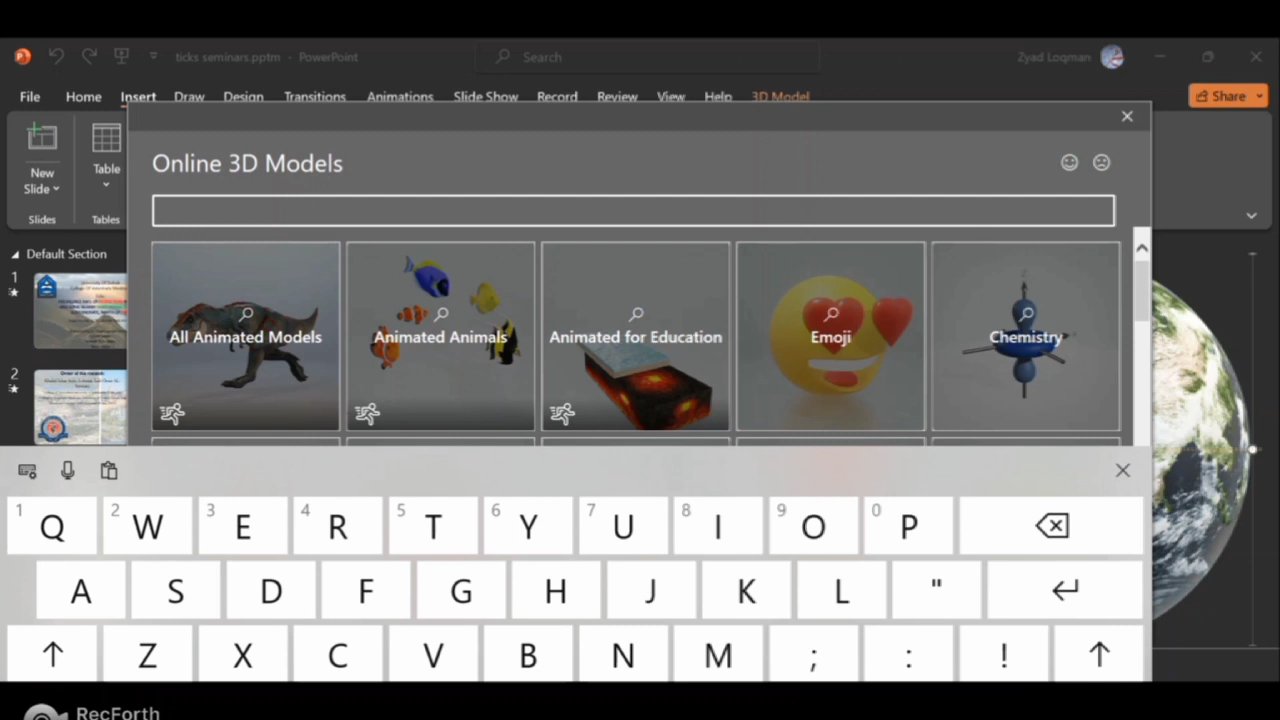 ticks seminars.pptm - PowerPoint
Search
Zyad Loqman
File Home Insert Draw Design Transitions Animations Slide Show Record Review View Help 3D Model
Share
New
Slide
Table
Slides
Tables
Online 3D Models
Default Section
1
2
All Animated Models
Animated Animals
Animated for Education
Emoji
Chemistry
1 Q 2 W 3 E 4 R 5 T 6 Y 7 U 8 I 9 O 0 P
A S D F G H J K L "
Z X C V B N M ; : !
RecForth